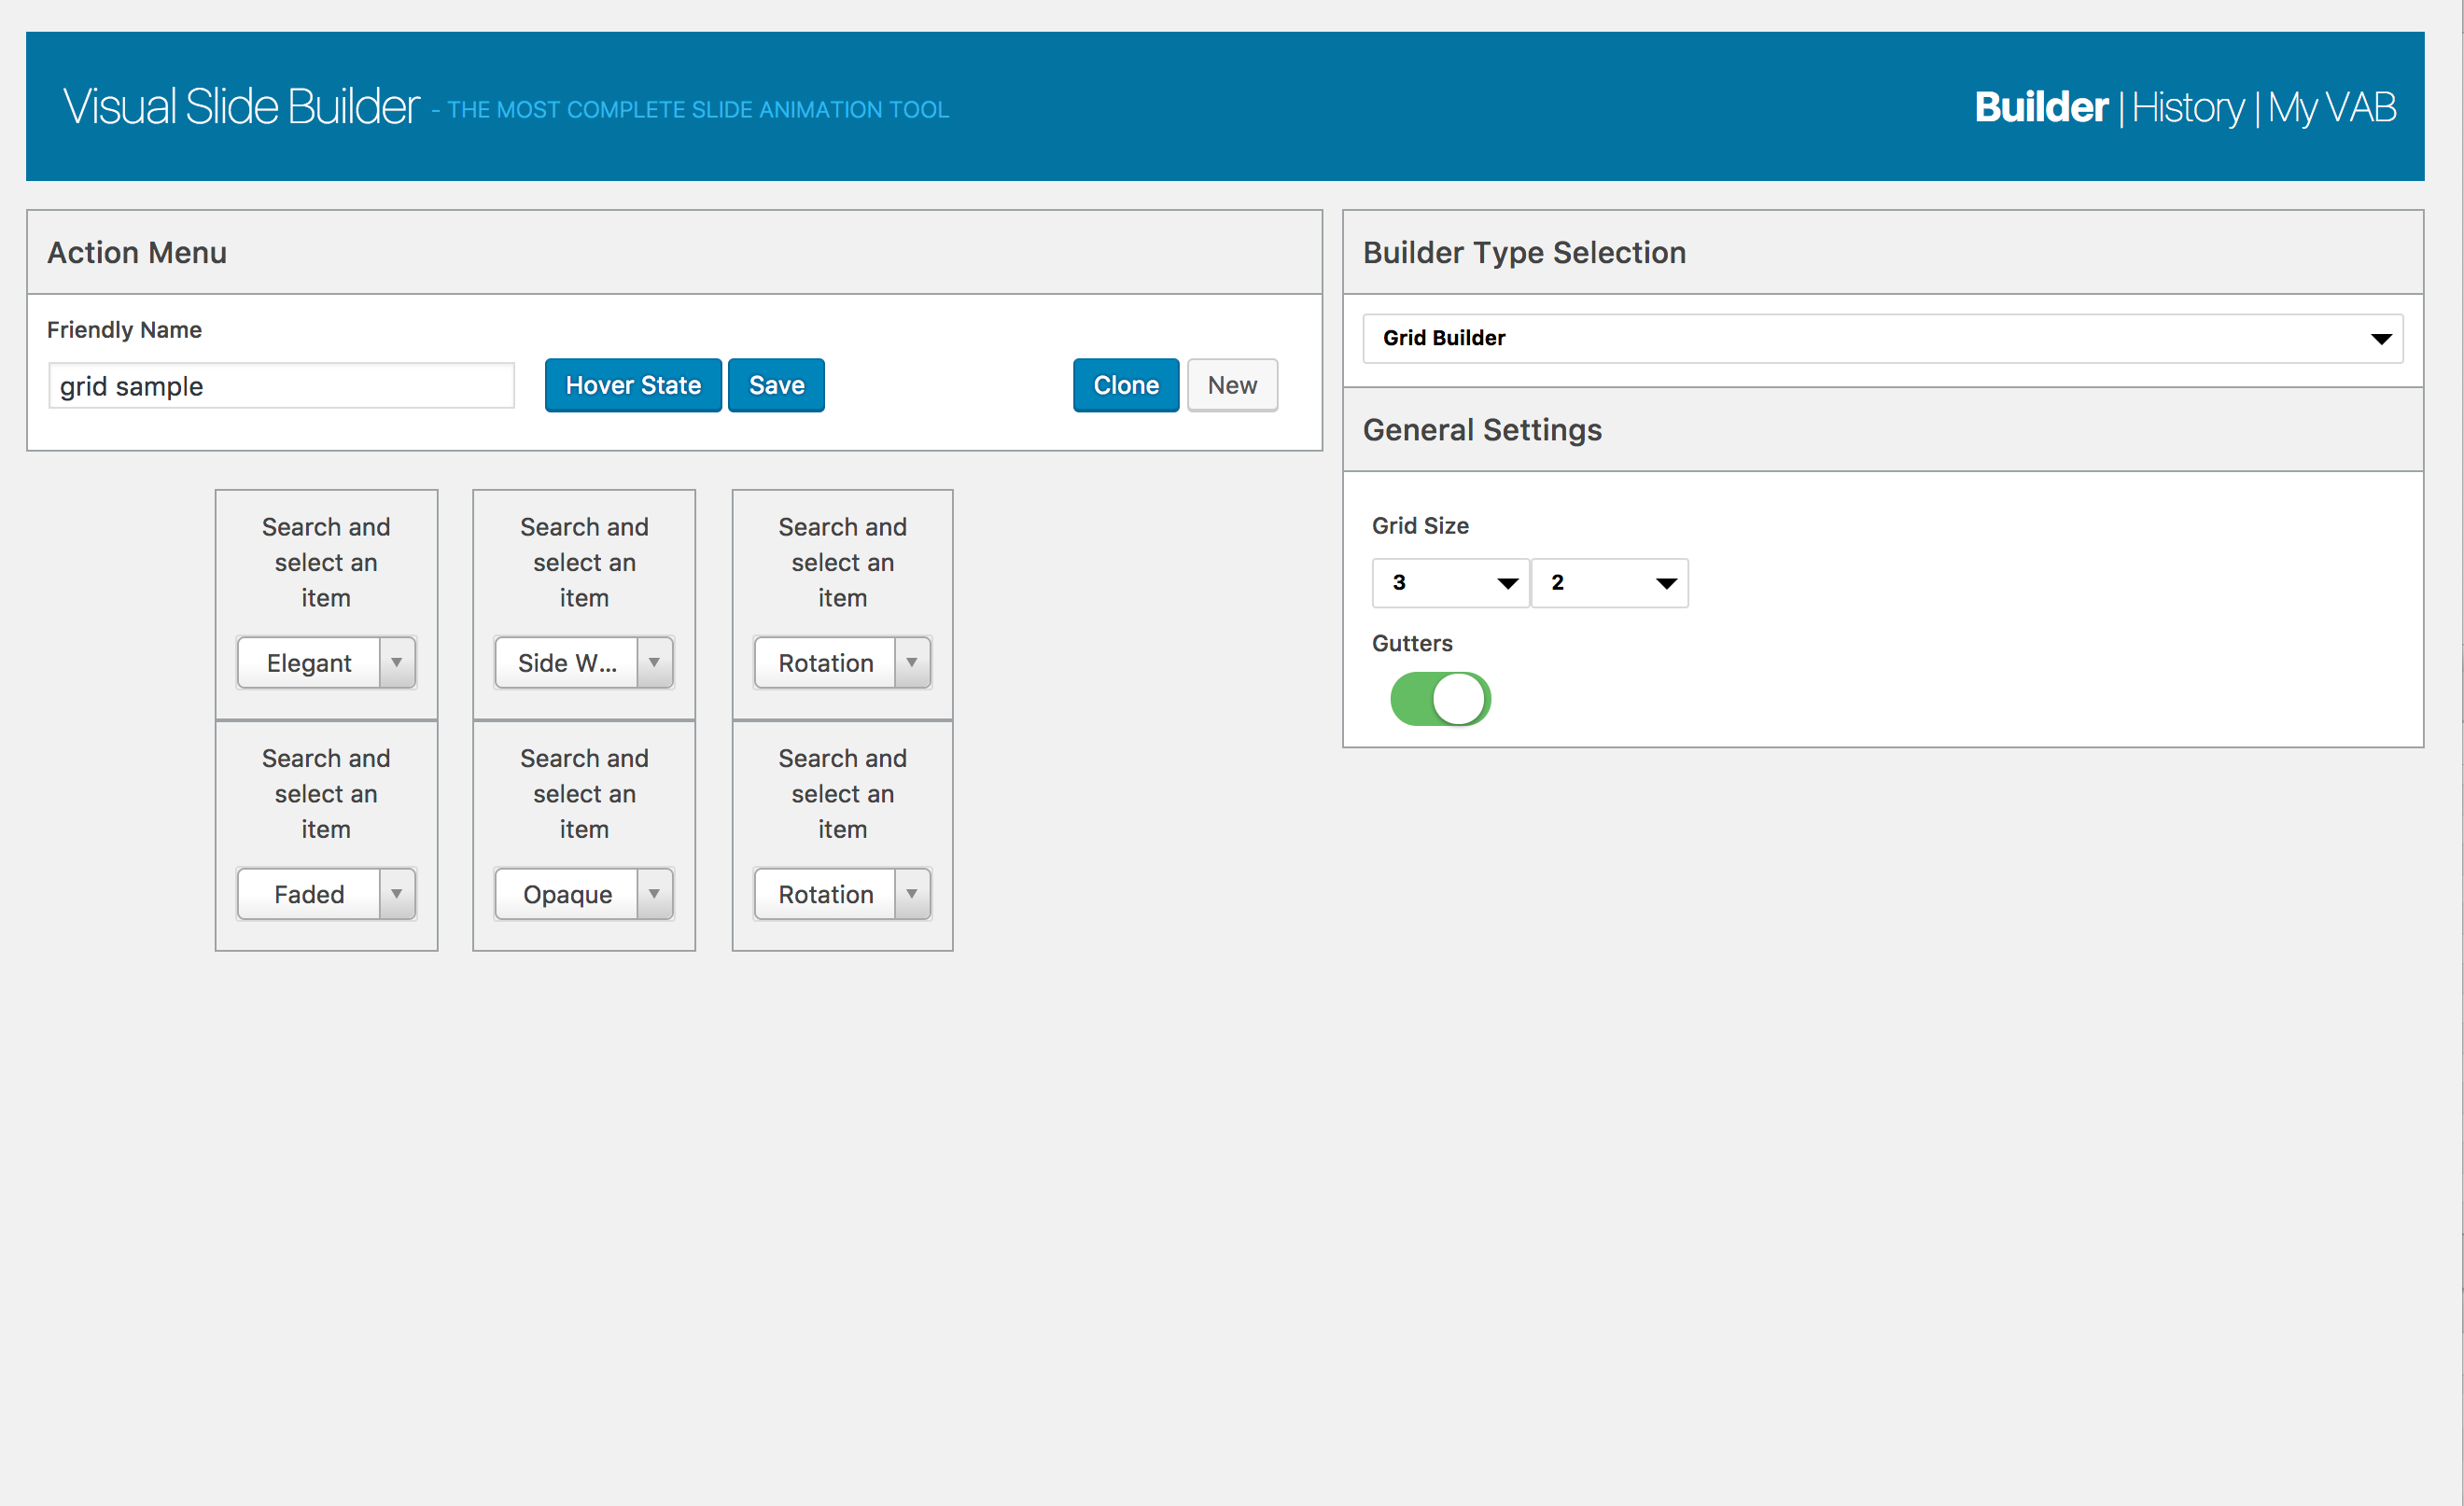 Visual Slide Builder - THE MOST COMPLETE SLIDE ANIMATION TOOL
Builder | History | My VAB
Action Menu
Friendly Name
grid sample
Hover State
Save
Clone
New
Builder Type Selection
Grid Builder
General Settings
Grid Size
3
2
Gutters
Search and
select an
item
Elegant
Search and
select an
item
Side W...
Search and
select an
item
Rotation
Search and
select an
item
Faded
Search and
select an
item
Opaque
Search and
select an
item
Rotation